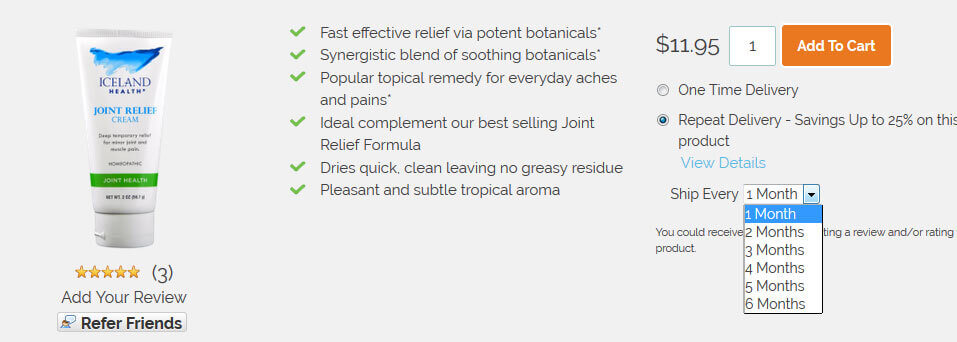 ICELAND
HEALTH®
JOINT RELIEF
CREAM
Deep temporary relief
for minor joint and
muscle pain.
HOMEOPATHIC
JOINT HEALTH
NET WT. 2 OZ (56.7 g)
(3)
Add Your Review
Refer Friends
Fast effective relief via potent botanicals*
Synergistic blend of soothing botanicals*
Popular topical remedy for everyday aches
and pains*
Ideal complement our best selling Joint
Relief Formula
Dries quick, clean leaving no greasy residue
Pleasant and subtle tropical aroma
$11.95 1 Add To Cart
One Time Delivery
Repeat Delivery - Savings Up to 25% on this
product
View Details
Ship Every 1 Month
1 Month
2 Months
3 Months
4 Months
5 Months
6 Months
You could receive ting a review and/or rating
product.